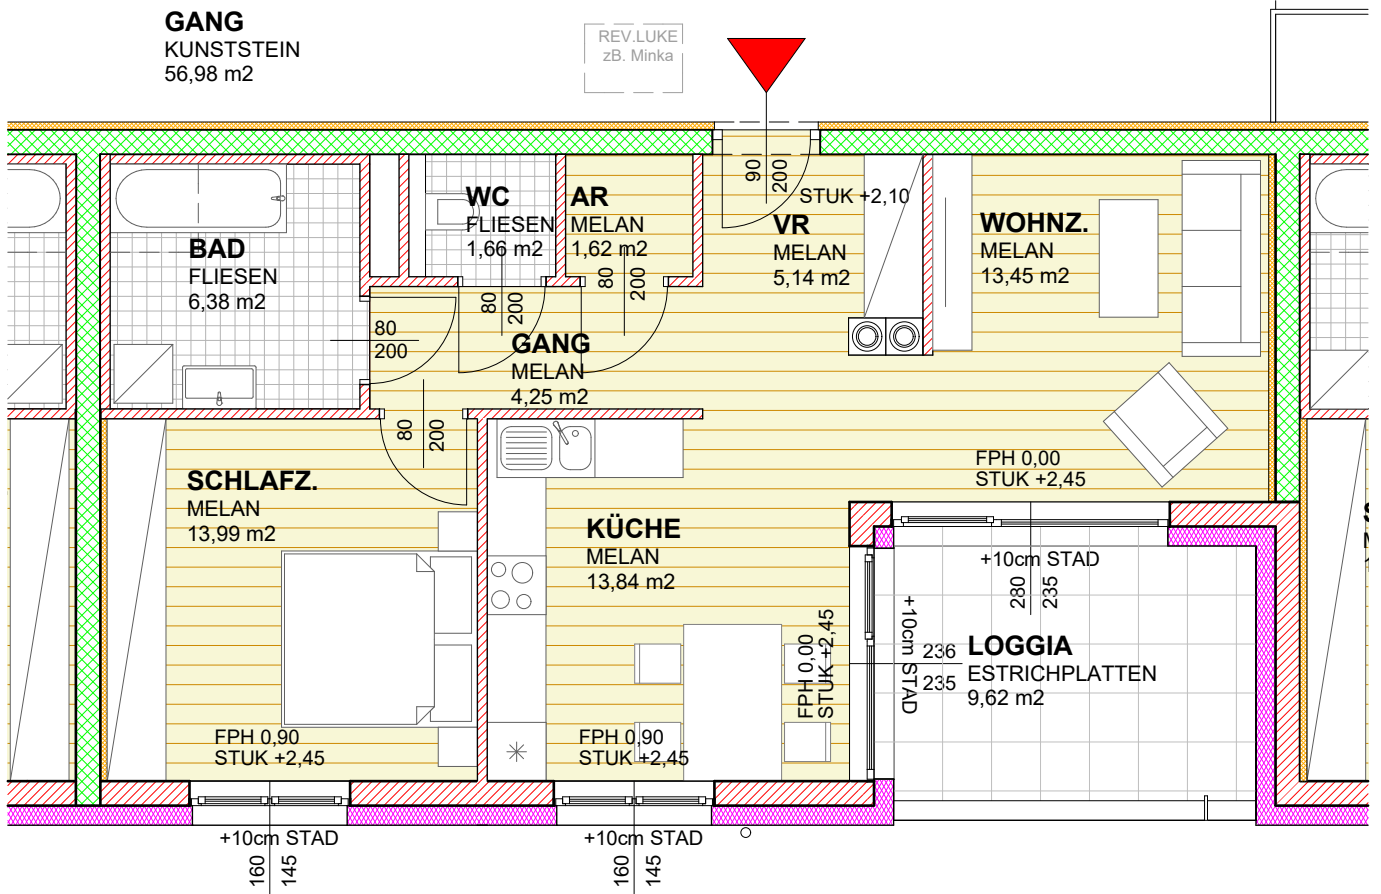 GANG
KUNSTSTEIN
56,98 m2
REV.LUKE
zB. Minka
90
200
STUK +2,10
WC
FLIESEN
1,66 m2
AR
MELAN
1,62 m2
VR
MELAN
5,14 m2
WOHNZ.
MELAN
13,45 m2
BAD
FLIESEN
6,38 m2
80
200
80
200
80
200
GANG
MELAN
4,25 m2
80
200
SCHLAFZ.
MELAN
13,99 m2
KÜCHE
MELAN
13,84 m2
FPH 0,00
STUK +2,45
+10cm STAD
280
235
FPH 0,00
STUK +2,45
+10cm STAD
236
235
LOGGIA
ESTRICHPLATTEN
9,62 m2
FPH 0,90
STUK +2,45
FPH 0,90
STUK +2,45
+10cm STAD
160
145
+10cm STAD
160
145